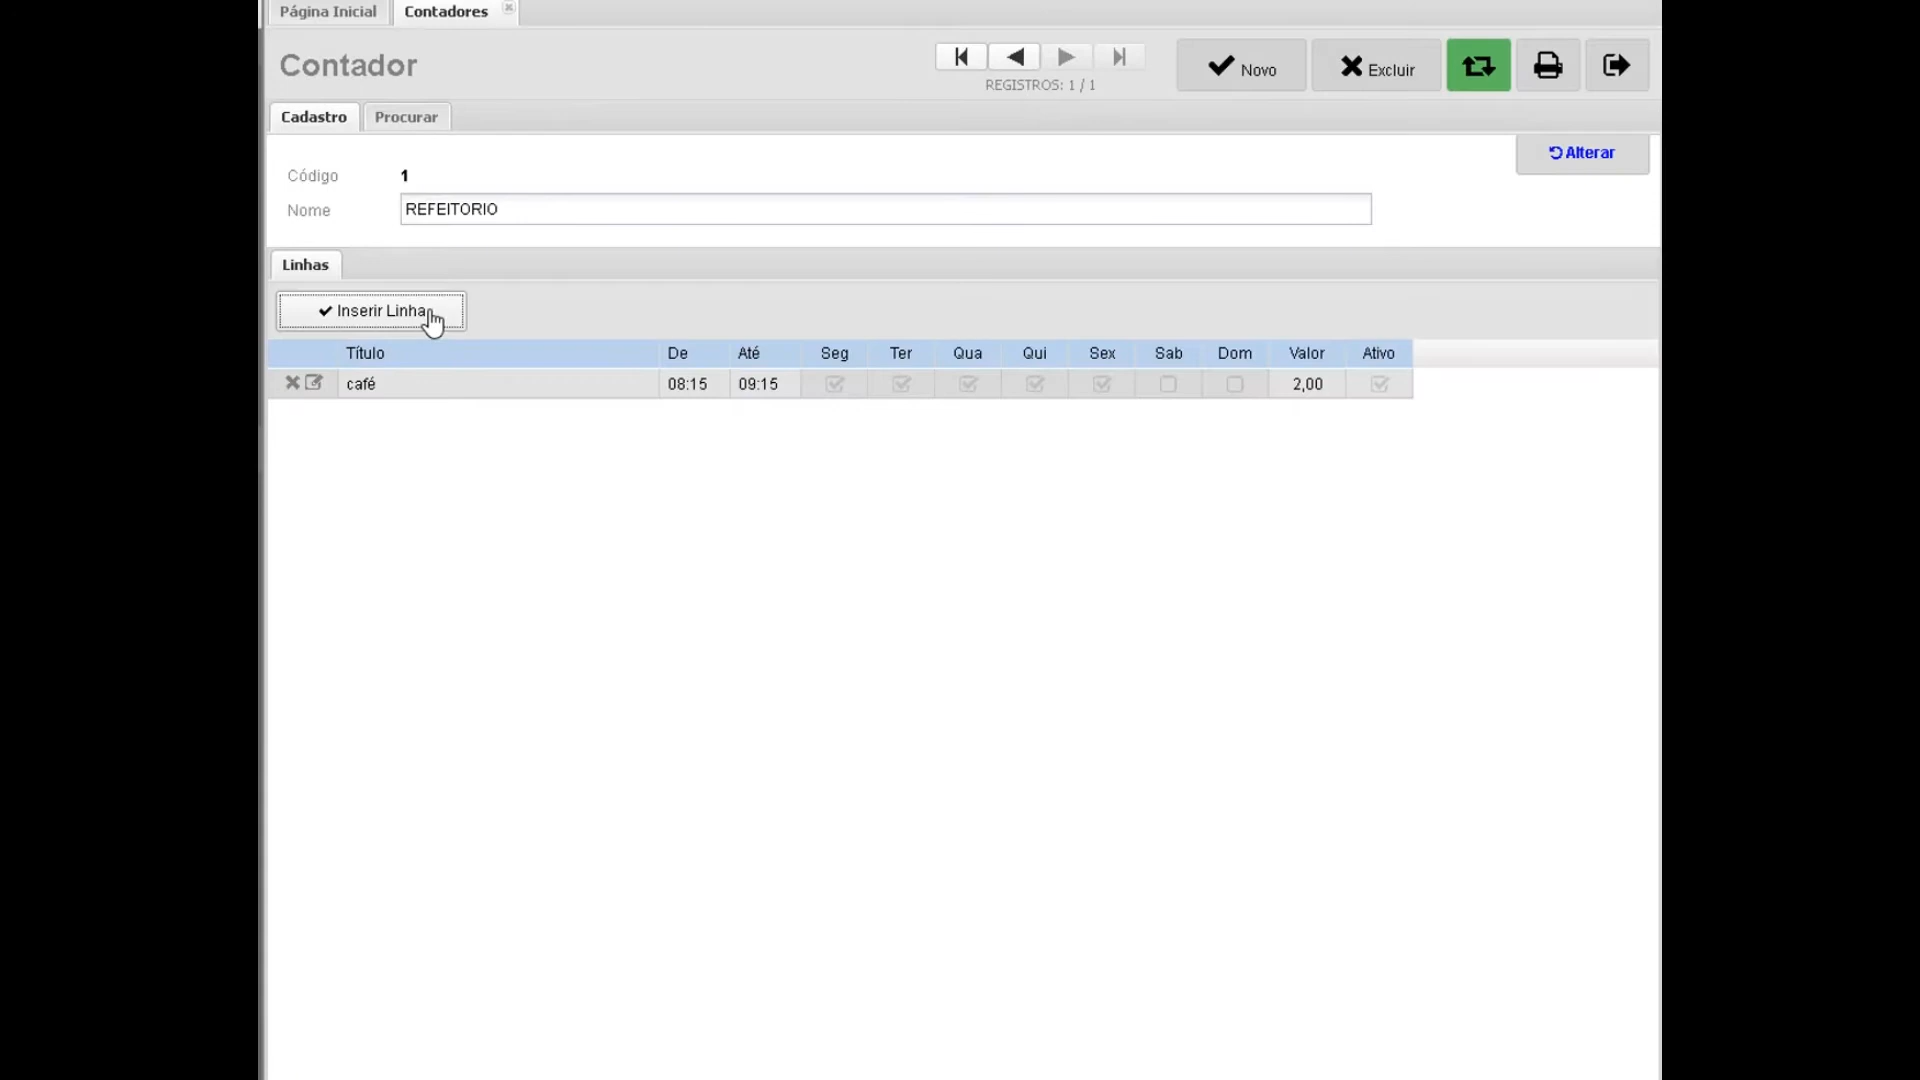 Página Inicial Contadores
Contador
REGISTROS: 1 / 1
Novo Excluir
Cadastro Procurar
Alterar
Código 1
Nome REFEITORIO
Linhas
Inserir Linha
Título De Até Seg Ter Qua Qui Sex Sab Dom Valor Ativo
café 08:15 09:15 2,00